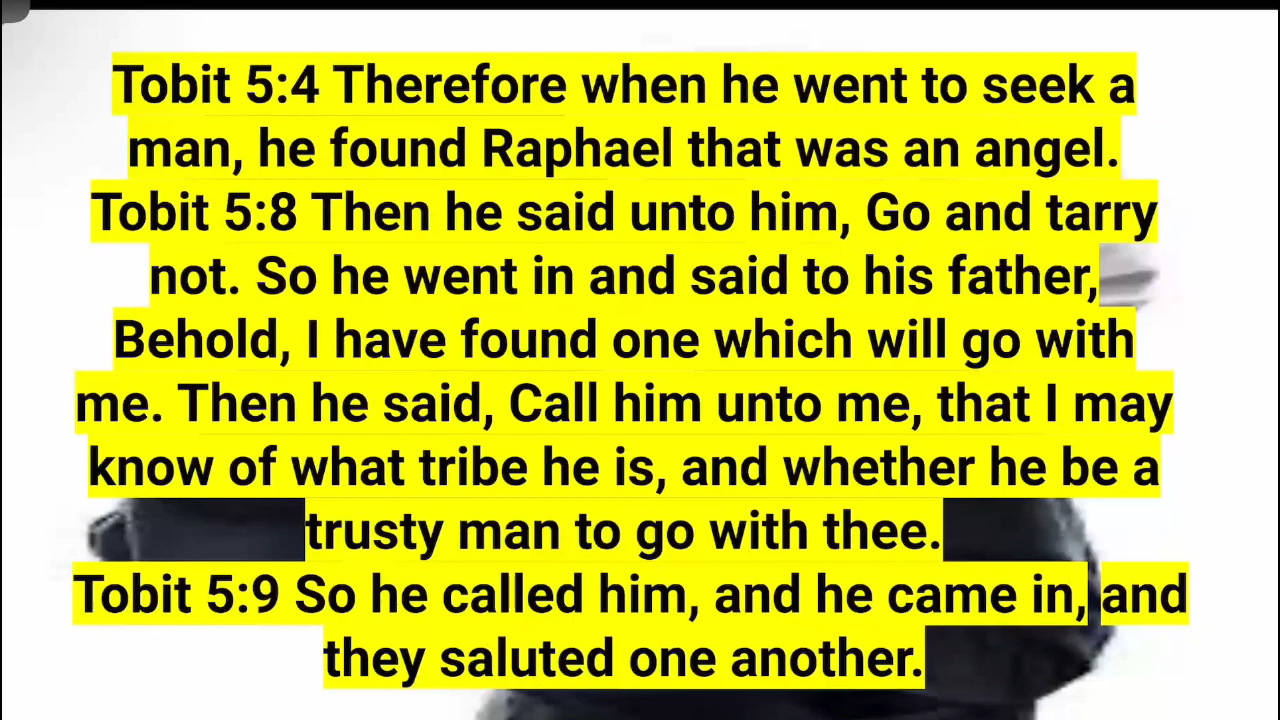 Tobit 5:4 Therefore when he went to seek a
man, he found Raphael that was an angel.
Tobit 5:8 Then he said unto him, Go and tarry
not. So he went in and said to his father,
Behold, I have found one which will go with
me. Then he said, Call him unto me, that I may
know of what tribe he is, and whether he be a
trusty man to go with thee.
Tobit 5:9 So he called him, and he came in, and
they saluted one another.